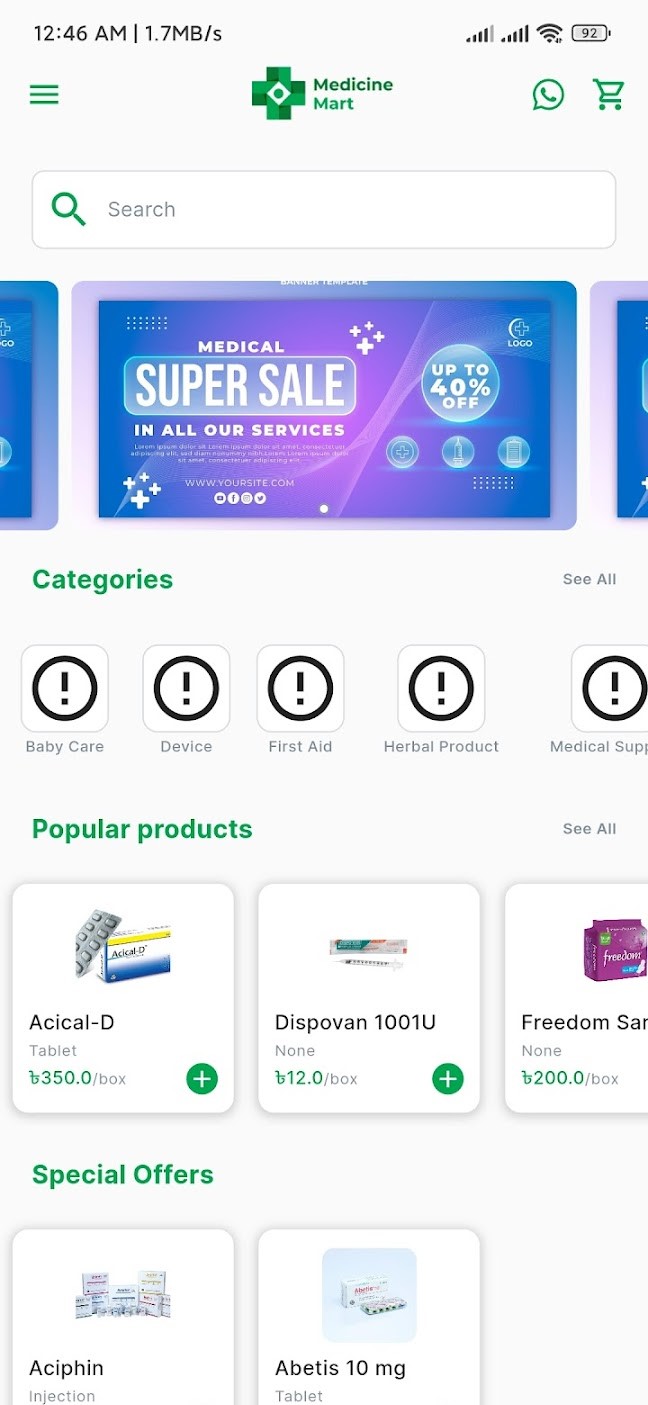 12:46 AM | 1.7MB/s
92
Medicine
Mart
Search
BANNER TEMPLATE
LOGO
MEDICAL
SUPER SALE
UP TO
40%
OFF
IN ALL OUR SERVICES
Lorem ipsum dolor sit Lorem ipsum dolor sit amet, consectetuer
adipiscing elit, sed diam nonummy nibh.Lorem ipsum dolor
sit amet, consectetuer adipiscing elit
WWW.YOURSITE.COM
Categories
See All
Baby Care
Device
First Aid
Herbal Product
Medical Supp
Popular products
See All
Acical-D
freedom
Acical-D
Dispovan 1001U
Freedom San
Tablet
None
None
৳350.0/box
৳12.0/box
৳200.0/box
Special Offers
Abetis
Aciphin
Abetis 10 mg
Injection
Tablet